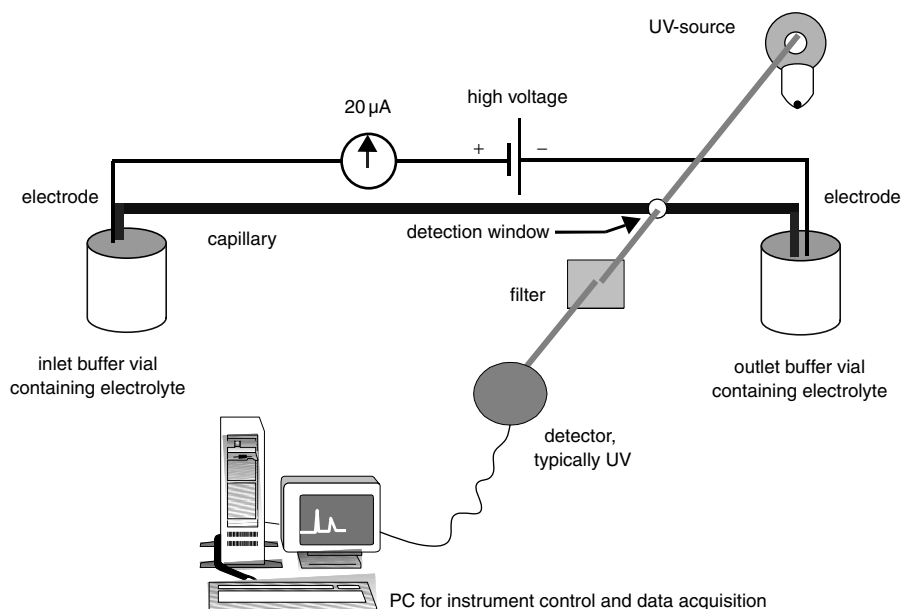 UV-source
high voltage
20 µA
+ −
electrode
electrode
capillary
detection window
filter
inlet buffer vial
containing electrolyte
outlet buffer vial
containing electrolyte
detector,
typically UV
PC for instrument control and data acquisition